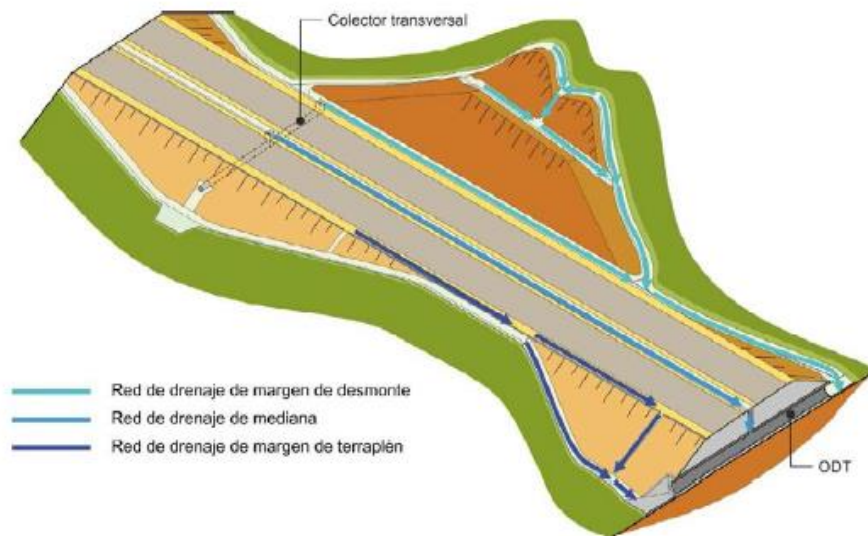 Colector transversal
Red de drenaje de margen de desmonte
Red de drenaje de mediana
Red de drenaje de margen de terraplén
ODT